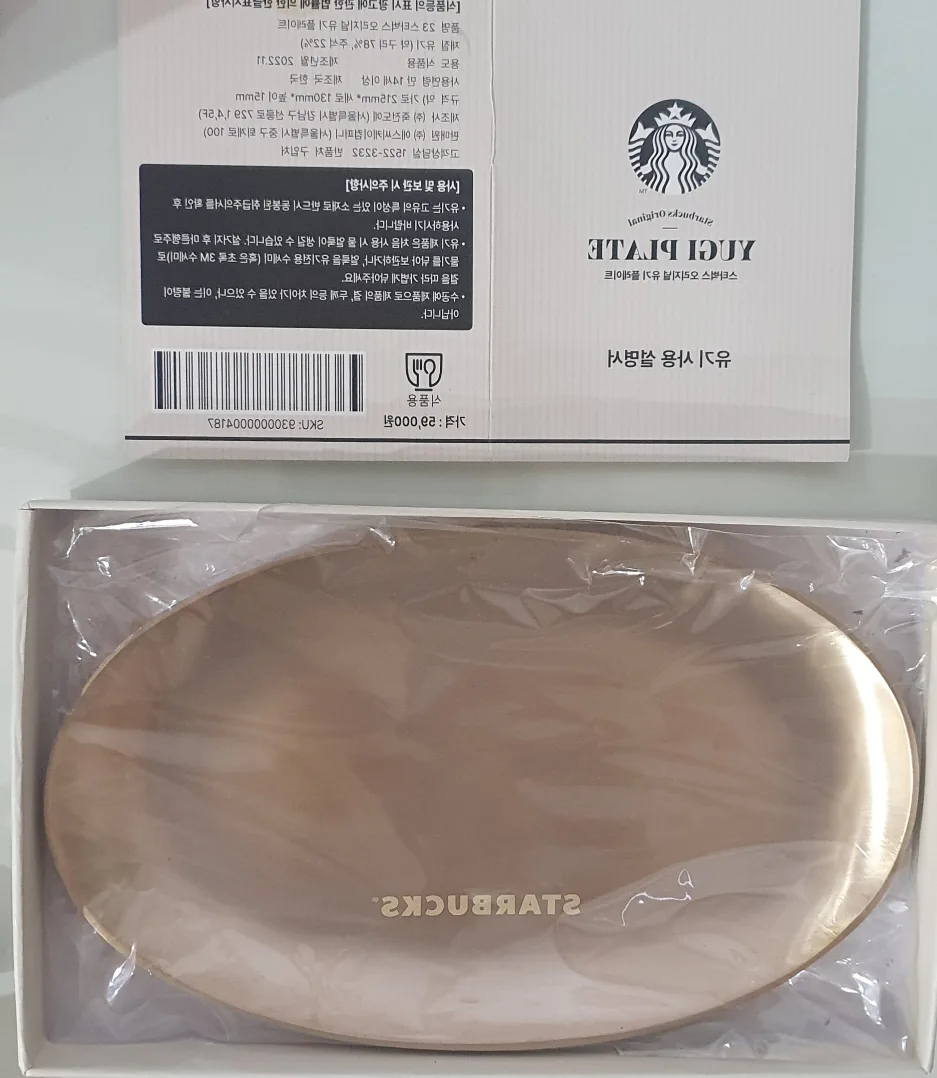 [식품등의 표시 광고에 관한 법률에 의한 한글표시사항]
품명 23 스타벅스 오리지널 유기 플레이트
재질 유기 (약 구리 78%, 주석 22%)
용도 식품용 제조년월 2022.11
사용연령 만 14세 이상 제조국 한국
규격 약) 가로 215mm* 세로 130mm* 높이 15mm
제조사 ㈜ 죽전도예 (서울특별시 강남구 선릉로 729 1,4,5F)
판매원 ㈜ 에스씨케이컴퍼니 (서울특별시 중구 퇴계로 100)
고객상담실 1522-3232 반품처 구입처
[사용 및 보관 시 주의사항]
• 유기는 고유의 특성이 있는 소재로 반드시 동봉된 취급주의서를 확인 후
사용하시기 바랍니다.
• 유기 제품은 처음 사용 시 물 얼룩이 생길 수 있습니다. 설거지 후 마른행주로
물기를 닦아 보관하거나, 얼룩을 유기전용 수세미 (혹은 초록 3M 수세미)로
결을 따라 가볍게 닦아주세요.
• 수공예 제품으로 제품의 결, 두께 등의 차이가 있을 수 있으나, 이는 불량이
아닙니다.
식품용
SKU: 9300000004187
가격 : 59,000원
TM
Starbucks Original
YUGI PLATE
스타벅스 오리지널 유기 플레이트
유기 사용 설명서
STARBUCKS®